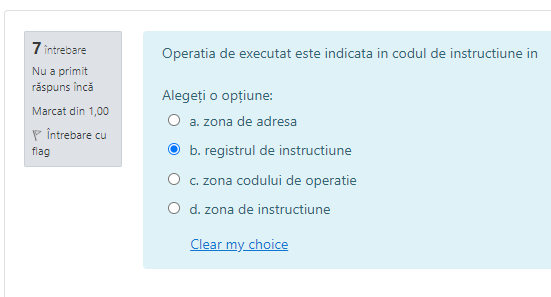 7 întrebare
Nu a primit
răspuns încă
Marcat din 1,00
Întrebare cu
flag
Operatia de executat este indicata in codul de instructiune in
Alegeți o opțiune:
a. zona de adresa
b. registrul de instructiune
c. zona codului de operatie
d. zona de instructiune
Clear my choice